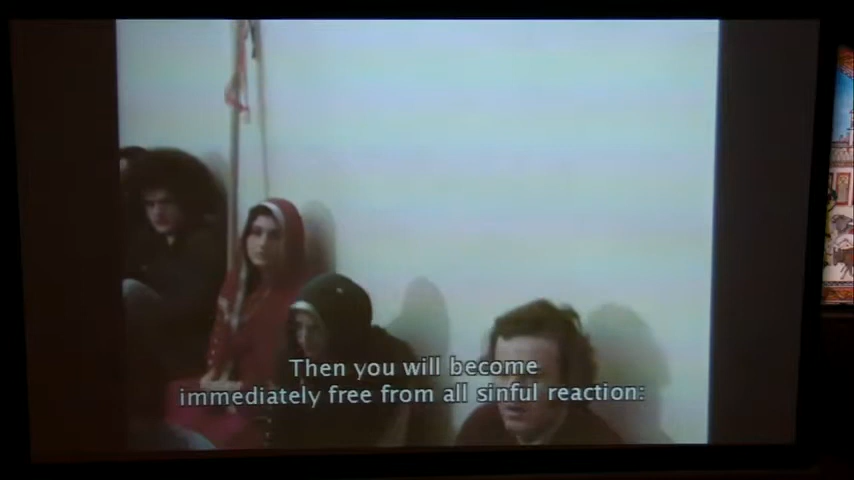 Then you will become
immediately free from all sinful reaction: